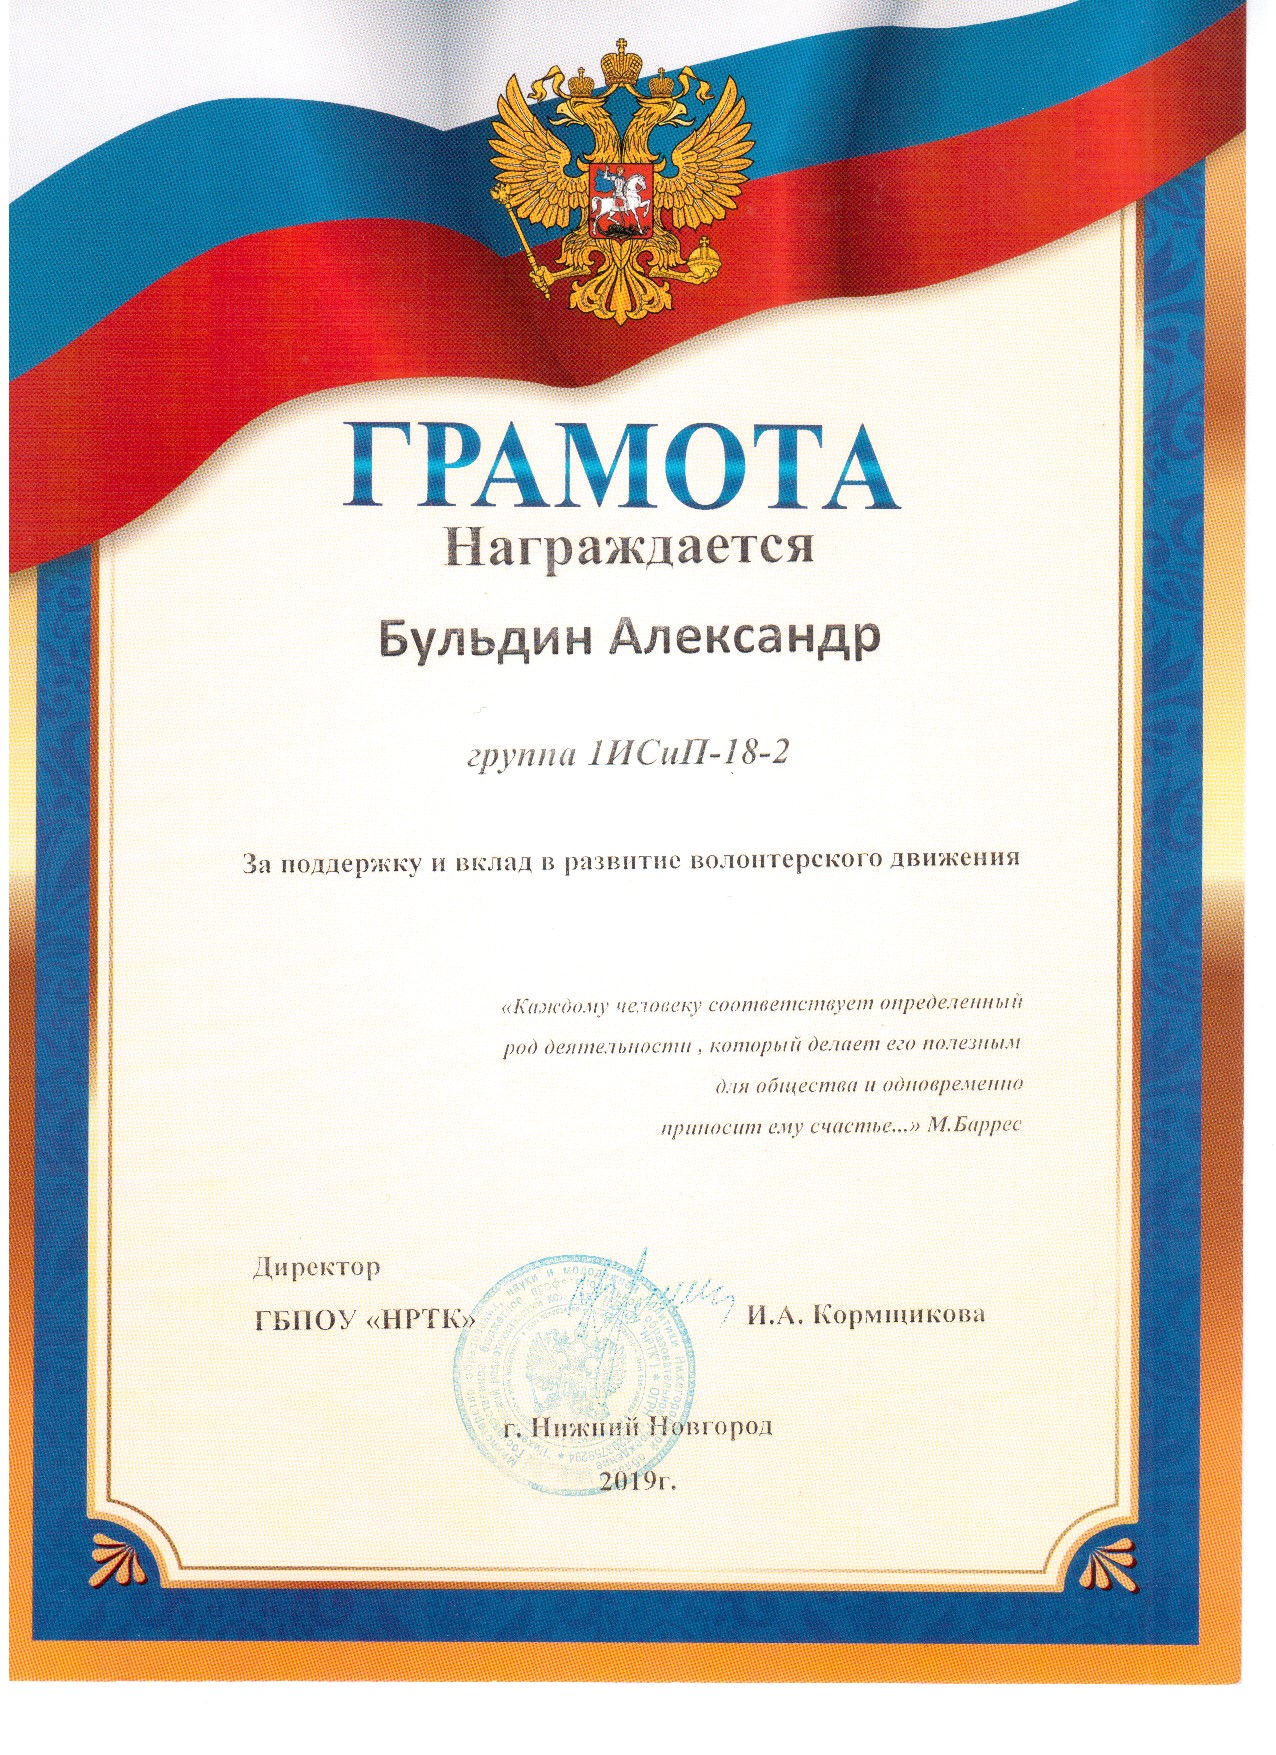 ГРАМОТА
Награждается
Бульдин Александр
группа 1ИСиП-18-2
За поддержку и вклад в развитие волонтерского движения
«Каждому человеку соответствует определенный
род деятельности , который делает его полезным
для общества и одновременно
приносит ему счастье...» М.Баррес
Директор
ГБПОУ «НРТК»
И.А. Кормщикова
г. Нижний Новгород
2019г.